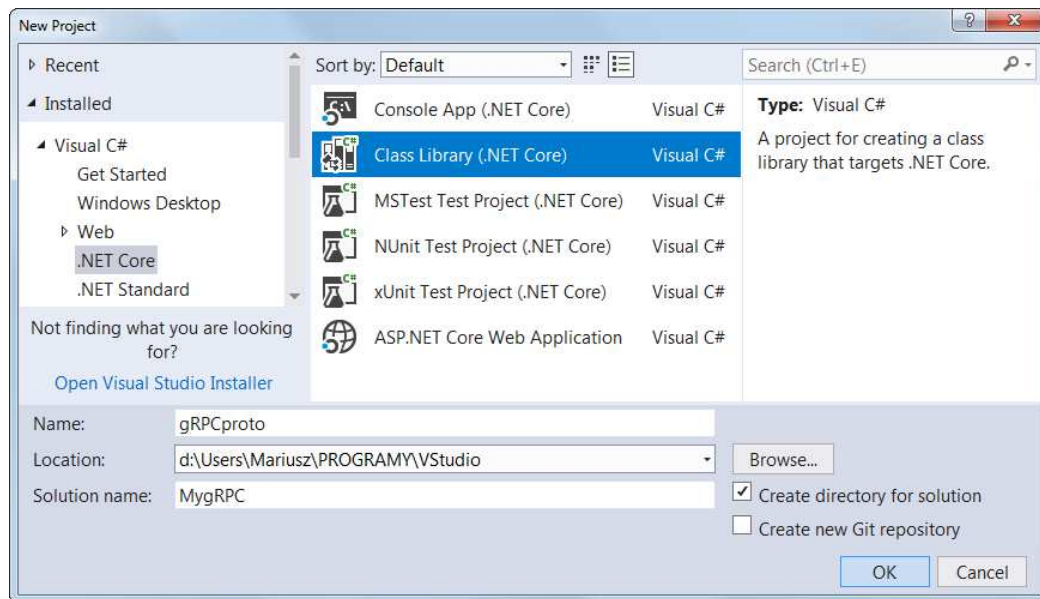 New Project
Recent
Installed
Visual C#
Get Started
Windows Desktop
Web
.NET Core
.NET Standard
Not finding what you are looking
for?
Open Visual Studio Installer
Sort by: Default
Console App (.NET Core) Visual C#
Class Library (.NET Core) Visual C#
MSTest Test Project (.NET Core) Visual C#
NUnit Test Project (.NET Core) Visual C#
xUnit Test Project (.NET Core) Visual C#
ASP.NET Core Web Application Visual C#
Search (Ctrl+E)
Type: Visual C#
A project for creating a class
library that targets .NET Core.
Name: gRPCproto
Location: d:\Users\Mariusz\PROGRAMY\VStudio
Browse...
Solution name: MygRPC
Create directory for solution
Create new Git repository
OK Cancel